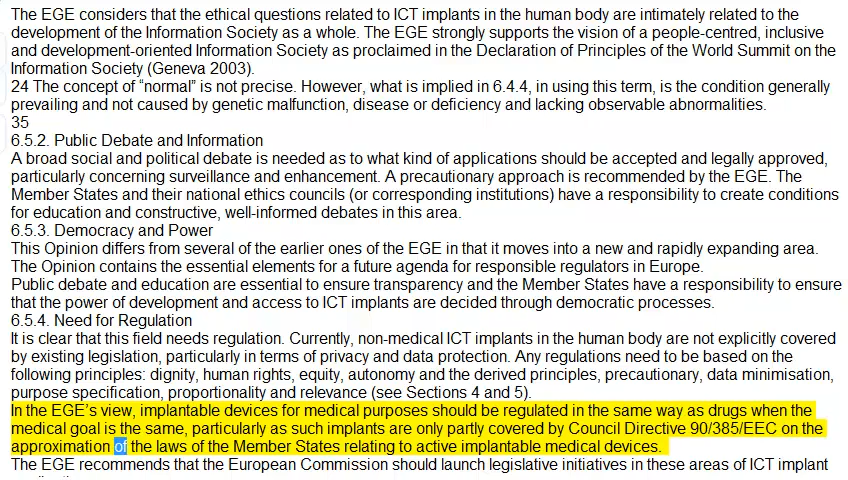 The EGE considers that the ethical questions related to ICT implants in the human body are intimately related to the
development of the Information Society as a whole. The EGE strongly supports the vision of a people-centred, inclusive
and development-oriented Information Society as proclaimed in the Declaration of Principles of the World Summit on the
Information Society (Geneva 2003).
24 The concept of “normal” is not precise. However, what is implied in 6.4.4, in using this term, is the condition generally
prevailing and not caused by genetic malfunction, disease or deficiency and lacking observable abnormalities.
35
6.5.2. Public Debate and Information
A broad social and political debate is needed as to what kind of applications should be accepted and legally approved,
particularly concerning surveillance and enhancement. A precautionary approach is recommended by the EGE. The
Member States and their national ethics councils (or corresponding institutions) have a responsibility to create conditions
for education and constructive, well-informed debates in this area.
6.5.3. Democracy and Power
This Opinion differs from several of the earlier ones of the EGE in that it moves into a new and rapidly expanding area.
The Opinion contains the essential elements for a future agenda for responsible regulators in Europe.
Public debate and education are essential to ensure transparency and the Member States have a responsibility to ensure
that the power of development and access to ICT implants are decided through democratic processes.
6.5.4. Need for Regulation
It is clear that this field needs regulation. Currently, non-medical ICT implants in the human body are not explicitly covered
by existing legislation, particularly in terms of privacy and data protection. Any regulations need to be based on the
following principles: dignity, human rights, equity, autonomy and the derived principles, precautionary, data minimisation,
purpose specification, proportionality and relevance (see Sections 4 and 5).
In the EGE’s view, implantable devices for medical purposes should be regulated in the same way as drugs when the
medical goal is the same, particularly as such implants are only partly covered by Council Directive 90/385/EEC on the
approximation of the laws of the Member States relating to active implantable medical devices.
The EGE recommends that the European Commission should launch legislative initiatives in these areas of ICT implant